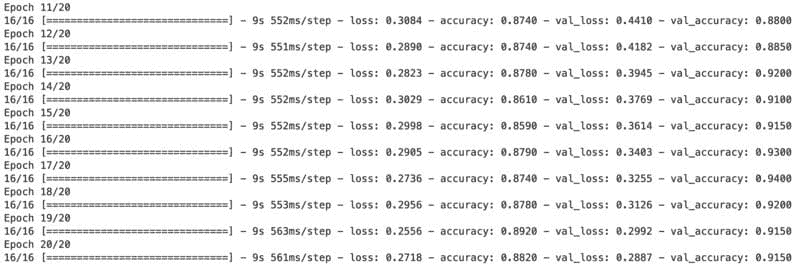 Epoch 11/20
16/16 [==============================] - 9s 552ms/step - loss: 0.3084 - accuracy: 0.8740 - val_loss: 0.4410 - val_accuracy: 0.8800
Epoch 12/20
16/16 [==============================] - 9s 551ms/step - loss: 0.2890 - accuracy: 0.8740 - val_loss: 0.4182 - val_accuracy: 0.8850
Epoch 13/20
16/16 [==============================] - 9s 552ms/step - loss: 0.2823 - accuracy: 0.8780 - val_loss: 0.3945 - val_accuracy: 0.9200
Epoch 14/20
16/16 [==============================] - 9s 552ms/step - loss: 0.3029 - accuracy: 0.8610 - val_loss: 0.3769 - val_accuracy: 0.9100
Epoch 15/20
16/16 [==============================] - 9s 552ms/step - loss: 0.2998 - accuracy: 0.8590 - val_loss: 0.3614 - val_accuracy: 0.9150
Epoch 16/20
16/16 [==============================] - 9s 552ms/step - loss: 0.2905 - accuracy: 0.8790 - val_loss: 0.3403 - val_accuracy: 0.9300
Epoch 17/20
16/16 [==============================] - 9s 555ms/step - loss: 0.2736 - accuracy: 0.8740 - val_loss: 0.3255 - val_accuracy: 0.9400
Epoch 18/20
16/16 [==============================] - 9s 553ms/step - loss: 0.2956 - accuracy: 0.8780 - val_loss: 0.3126 - val_accuracy: 0.9200
Epoch 19/20
16/16 [==============================] - 9s 563ms/step - loss: 0.2556 - accuracy: 0.8920 - val_loss: 0.2992 - val_accuracy: 0.9150
Epoch 20/20
16/16 [==============================] - 9s 561ms/step - loss: 0.2718 - accuracy: 0.8820 - val_loss: 0.2887 - val_accuracy: 0.9150